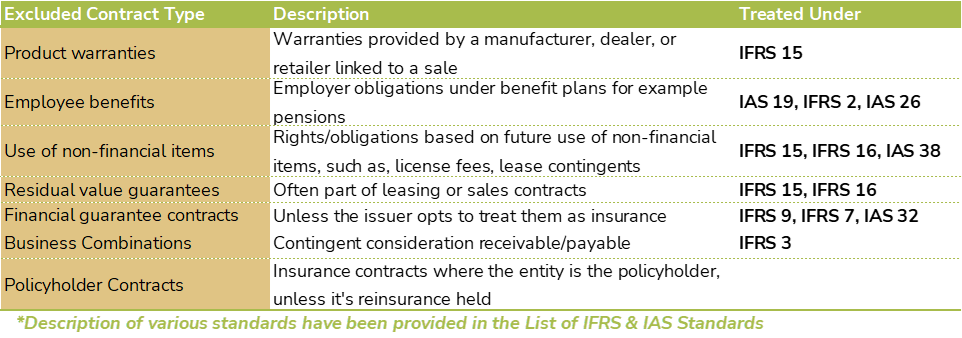 Excluded Contract Type Description Treated Under
Product warranties Warranties provided by a manufacturer, dealer, or
retailer linked to a sale IFRS 15
Employee benefits Employer obligations under benefit plans for example
pensions IAS 19, IFRS 2, IAS 26
Use of non-financial items Rights/obligations based on future use of non-financial
items, such as, license fees, lease contingents IFRS 15, IFRS 16, IAS 38
Residual value guarantees Often part of leasing or sales contracts IFRS 15, IFRS 16
Financial guarantee contracts Unless the issuer opts to treat them as insurance IFRS 9, IFRS 7, IAS 32
Business Combinations Contingent consideration receivable/payable IFRS 3
Policyholder Contracts Insurance contracts where the entity is the policyholder,
unless it's reinsurance held
*Description of various standards have been provided in the List of IFRS & IAS Standards